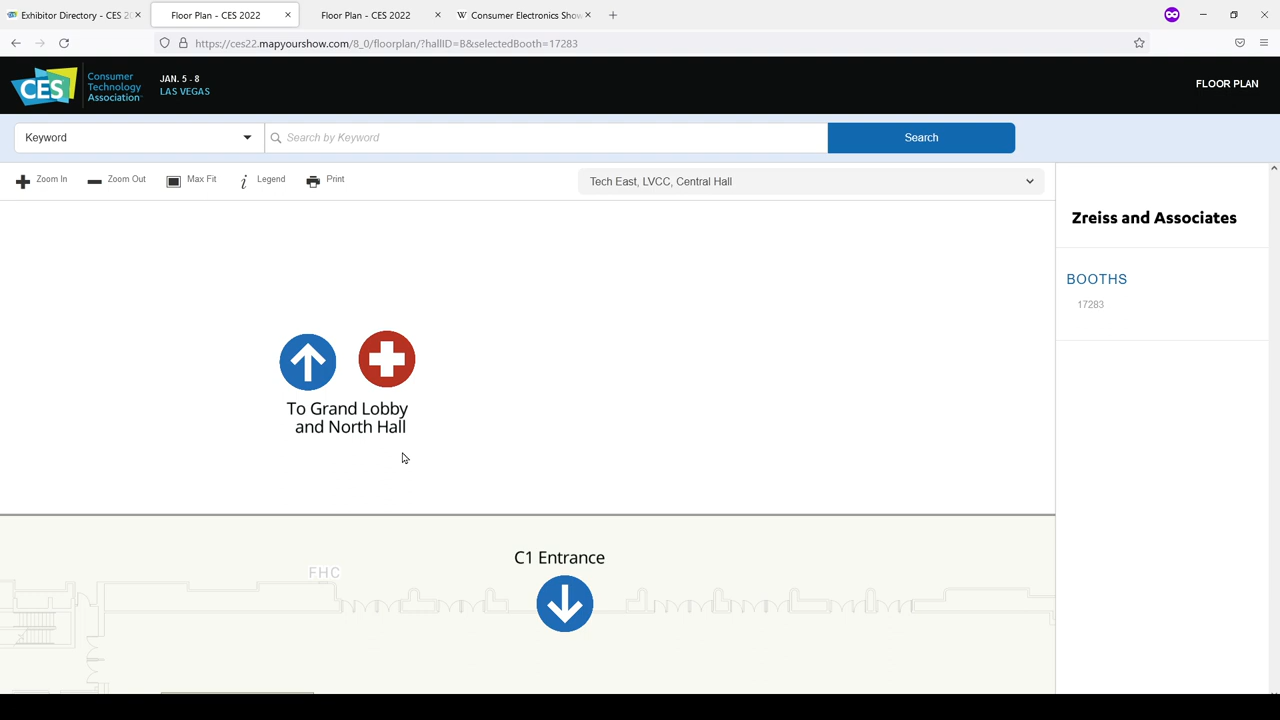 Exhibitor Directory - CES 20
Floor Plan - CES 2022
Floor Plan - CES 2022
W Consumer Electronics Show
https://ces22.mapyourshow.com/8_0/floorplan/?hallID=B&selectedBooth=17283
CES
Consumer
Technology
Association
JAN. 5 - 8
LAS VEGAS
FLOOR PLAN
Keyword
Search by Keyword
Search
Zoom In
Zoom Out
Max Fit
i Legend
Print
Tech East, LVCC, Central Hall
Zreiss and Associates
BOOTHS
17283
To Grand Lobby
and North Hall
C1 Entrance
FHC